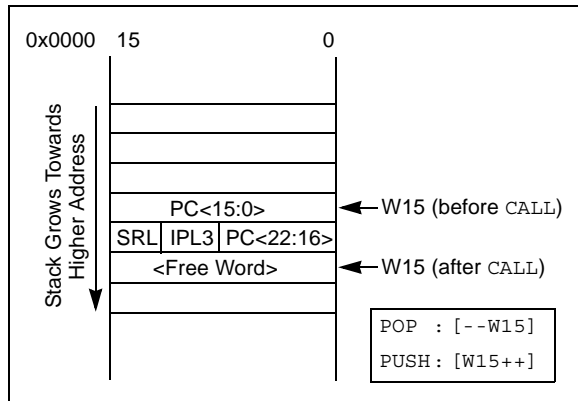 0x0000 15 0
Stack Grows Towards
Higher Address
PC<15:0>
W15 (before CALL)
SRL IPL3 PC<22:16>
<Free Word>
W15 (after CALL)
POP : [--W15]
PUSH: [W15++]